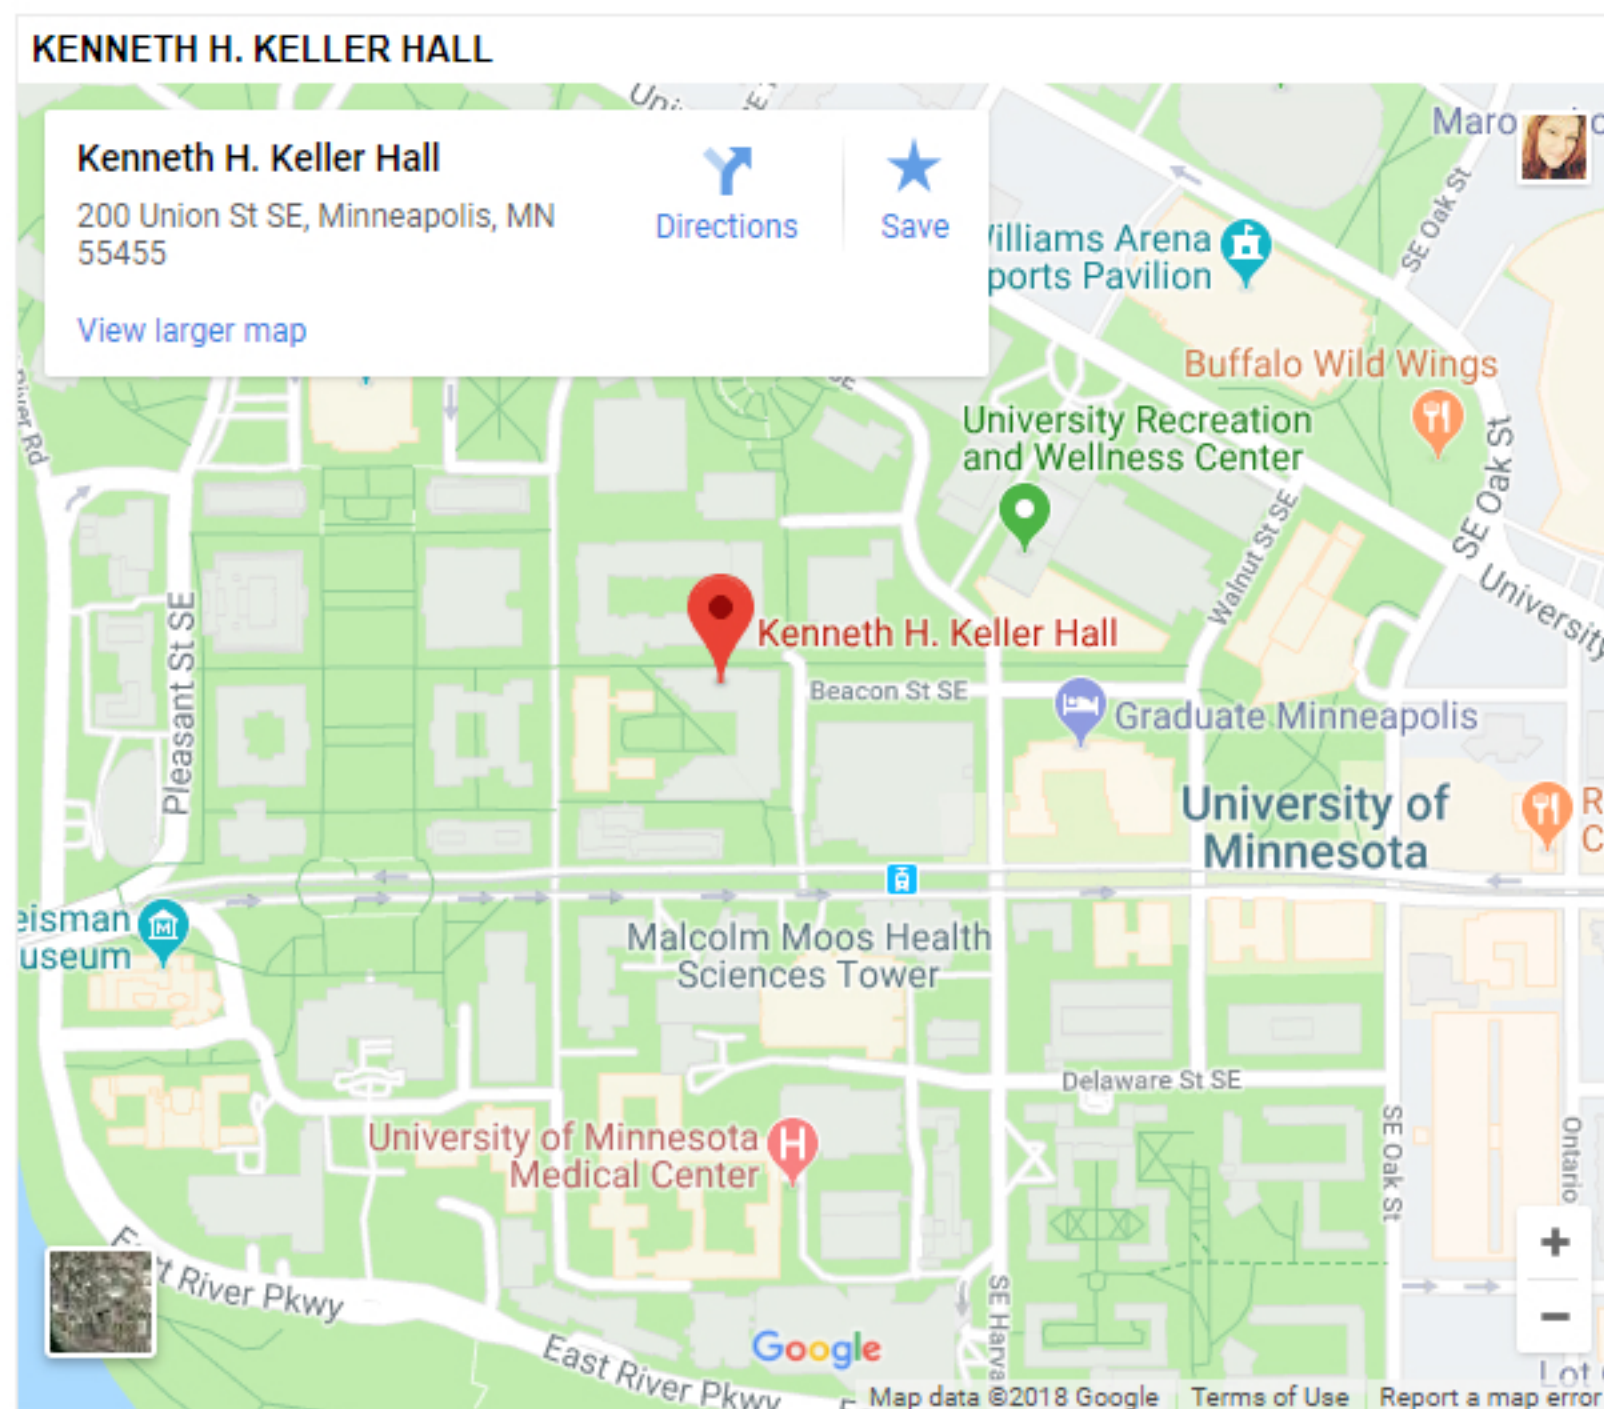 KENNETH H. KELLER HALL
Kenneth H. Keller Hall
200 Union St SE, Minneapolis, MN
55455
View larger map
Directions
Save
SE Oak St
Arena
Pavilion
Buffalo Wild Wings
University Recreation
and Wellness Center
SE Oak St
Walnut St SE
University
Pleasant St SE
Kenneth H. Keller Hall
Beacon St SE
Graduate Minneapolis
University of
Minnesota
Malcolm Moos Health
Sciences Tower
Delaware St SE
University of Minnesota
Medical Center
H
SE Oak St
Ontario
River Pkwy
East River Pkwy
SE
Google
Lot
+
−
Map data ©2018 Google
Terms of Use
Report a map error